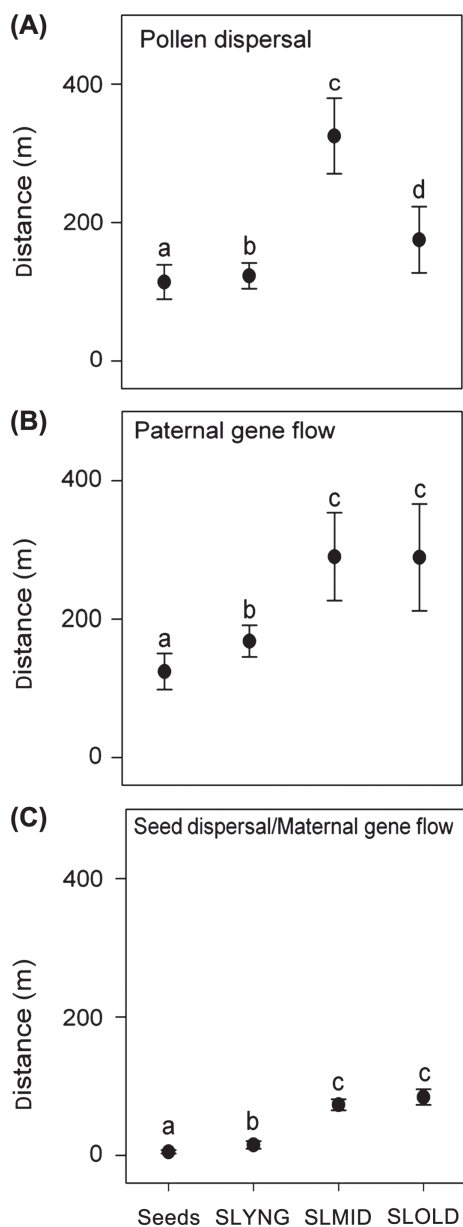 (A)
Pollen dispersal
400
200
0
Distance (m)
a
b
c
d
(B)
Paternal gene flow
400
200
0
Distance (m)
a
b
c
c
(C)
Seed dispersal/Maternal gene flow
400
200
0
Distance (m)
a
b
c
c
Seeds SLYNG SLMID SLOLD